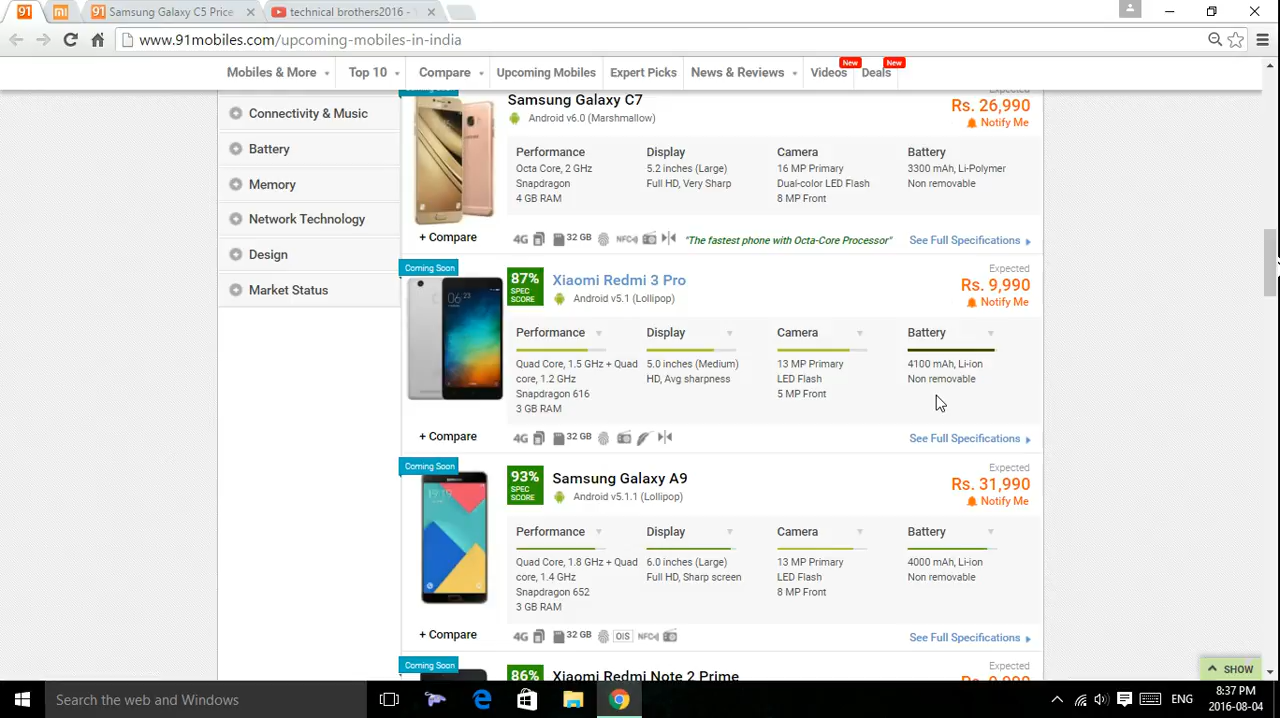 91
mi
91 Samsung Galaxy C5 Price
technical brothers2016 -
www.91mobiles.com/upcoming-mobiles-in-india
Mobiles & More
Top 10
Compare
Upcoming Mobiles
Expert Picks
News & Reviews
Videos
New
Deals
New
Connectivity & Music
Battery
Memory
Network Technology
Design
Market Status
Samsung Galaxy C7
Android v6.0 (Marshmallow)
Rs. 26,990
Notify Me
Performance Display Camera Battery
Octa Core, 2 GHz 5.2 inches (Large) 16 MP Primary 3300 mAh, Li-Polymer
Snapdragon Full HD, Very Sharp Dual-color LED Flash Non removable
4 GB RAM 8 MP Front
+ Compare
4G 32 GB NFC "The fastest phone with Octa-Core Processor" See Full Specifications
Coming Soon
87%
SPEC
SCORE
Xiaomi Redmi 3 Pro
Android v5.1 (Lollipop)
Expected
Rs. 9,990
Notify Me
Performance Display Camera Battery
Quad Core, 1.5 GHz + Quad 5.0 inches (Medium) 13 MP Primary 4100 mAh, Li-ion
core, 1.2 GHz HD, Avg sharpness LED Flash Non removable
Snapdragon 616 5 MP Front
3 GB RAM
+ Compare
4G 32 GB See Full Specifications
Coming Soon
93%
SPEC
SCORE
Samsung Galaxy A9
Android v5.1.1 (Lollipop)
Expected
Rs. 31,990
Notify Me
Performance Display Camera Battery
Quad Core, 1.8 GHz + Quad 6.0 inches (Large) 13 MP Primary 4000 mAh, Li-ion
core, 1.4 GHz Full HD, Sharp screen LED Flash Non removable
Snapdragon 652 8 MP Front
3 GB RAM
+ Compare
4G 32 GB OIS NFC See Full Specifications
Coming Soon
86%
Xiaomi Redmi Note 2 Prime
Expected
SHOW
Search the web and Windows
ENG
8:37 PM
2016-08-04